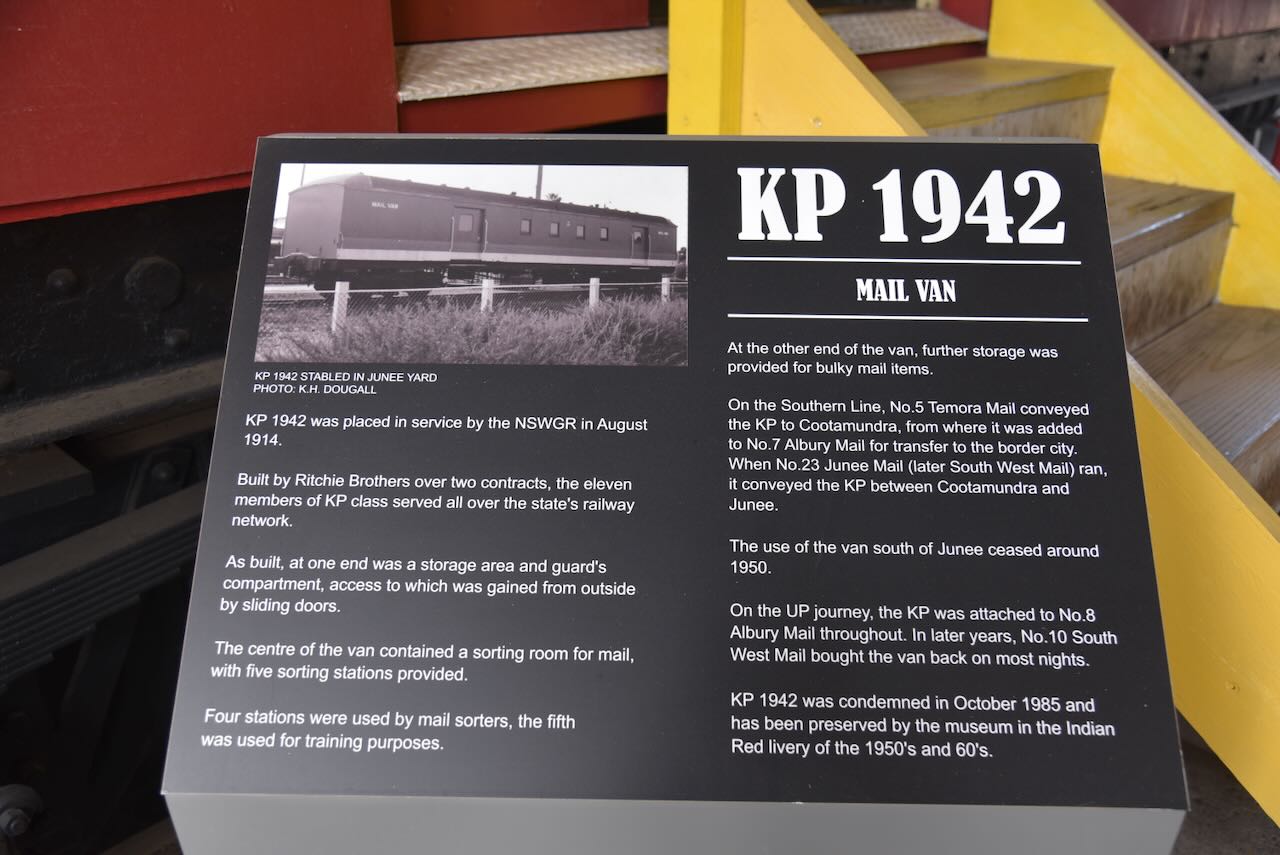 MAIL VAN
KP 1942 STABLED IN JUNEE YARD
PHOTO: K.H. DOUGALL
KP 1942 was placed in service by the NSWGR in August
1914.
Built by Ritchie Brothers over two contracts, the eleven
members of KP class served all over the state's railway
network.
As built, at one end was a storage area and guard's
compartment, access to which was gained from outside
by sliding doors.
The centre of the van contained a sorting room for mail,
with five sorting stations provided.
Four stations were used by mail sorters, the fifth
was used for training purposes.
KP 1942
MAIL VAN
At the other end of the van, further storage was
provided for bulky mail items.
On the Southern Line, No.5 Temora Mail conveyed
the KP to Cootamundra, from where it was added
to No.7 Albury Mail for transfer to the border city.
When No.23 Junee Mail (later South West Mail) ran,
it conveyed the KP between Cootamundra and
Junee.
The use of the van south of Junee ceased around
1950.
On the UP journey, the KP was attached to No.8
Albury Mail throughout. In later years, No.10 South
West Mail bought the van back on most nights.
KP 1942 was condemned in October 1985 and
has been preserved by the museum in the Indian
Red livery of the 1950's and 60's.